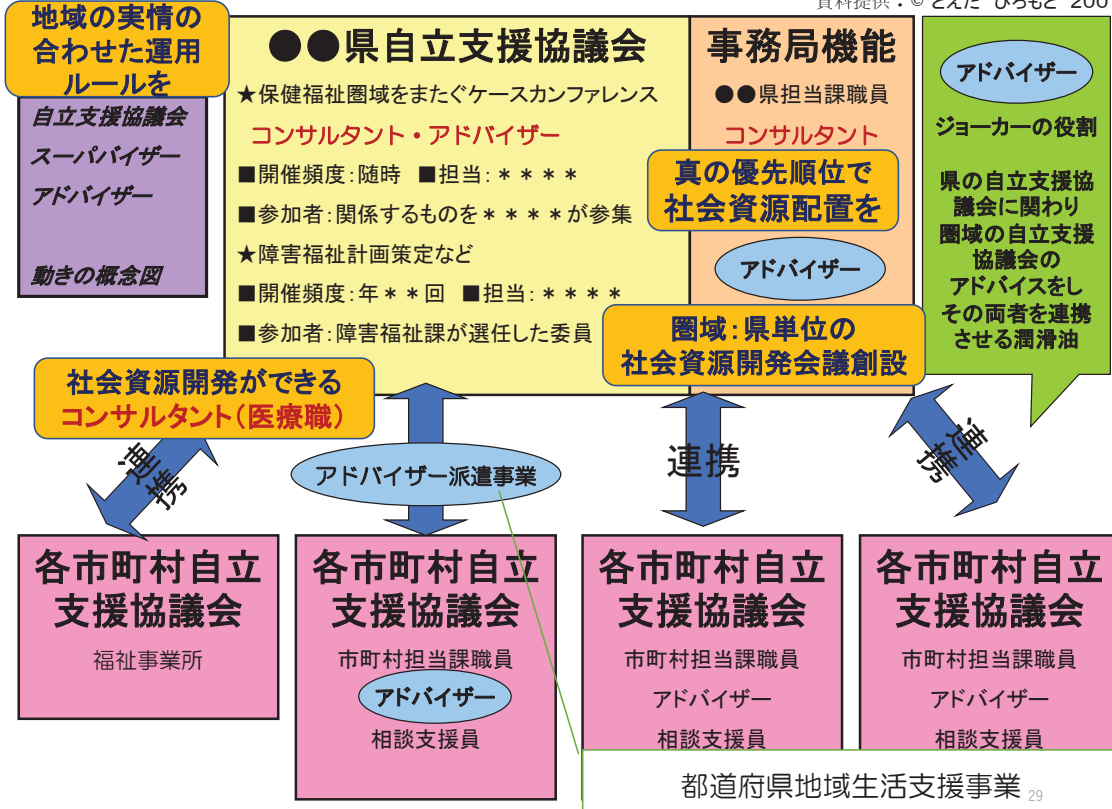 資料提供:© とえだ ひろもと 200
地域の実情の
合わせた運用
ルールを
自立支援協議会
スーパバイザー
アドバイザー
動きの概念図
●●県自立支援協議会
★保健福祉圏域をまたぐケースカンファレンス
コンサルタント・アドバイザー
■開催頻度:随時 ■担当:****
■参加者:関係するものを****が参集
★障害福祉計画策定など
■開催頻度:年**回 ■担当:****
■参加者:障害福祉課が選任した委員
事務局機能
●●県担当課職員
コンサルタント
真の優先順位で
社会資源配置を
アドバイザー
圏域:県単位の
社会資源開発会議創設
アドバイザー
ジョーカーの役割
県の自立支援協
議会に関わり
圏域の自立支援
協議会の
アドバイスをし
その両者を連携
させる潤滑油
社会資源開発ができる
コンサルタント(医療職)
連携
アドバイザー派遣事業
連携
連携
各市町村自立
支援協議会
福祉事業所
各市町村自立
支援協議会
市町村担当課職員
アドバイザー
相談支援員
各市町村自立
支援協議会
市町村担当課職員
アドバイザー
相談支援員
各市町村自立
支援協議会
市町村担当課職員
アドバイザー
相談支援員
都道府県地域生活支援事業
29